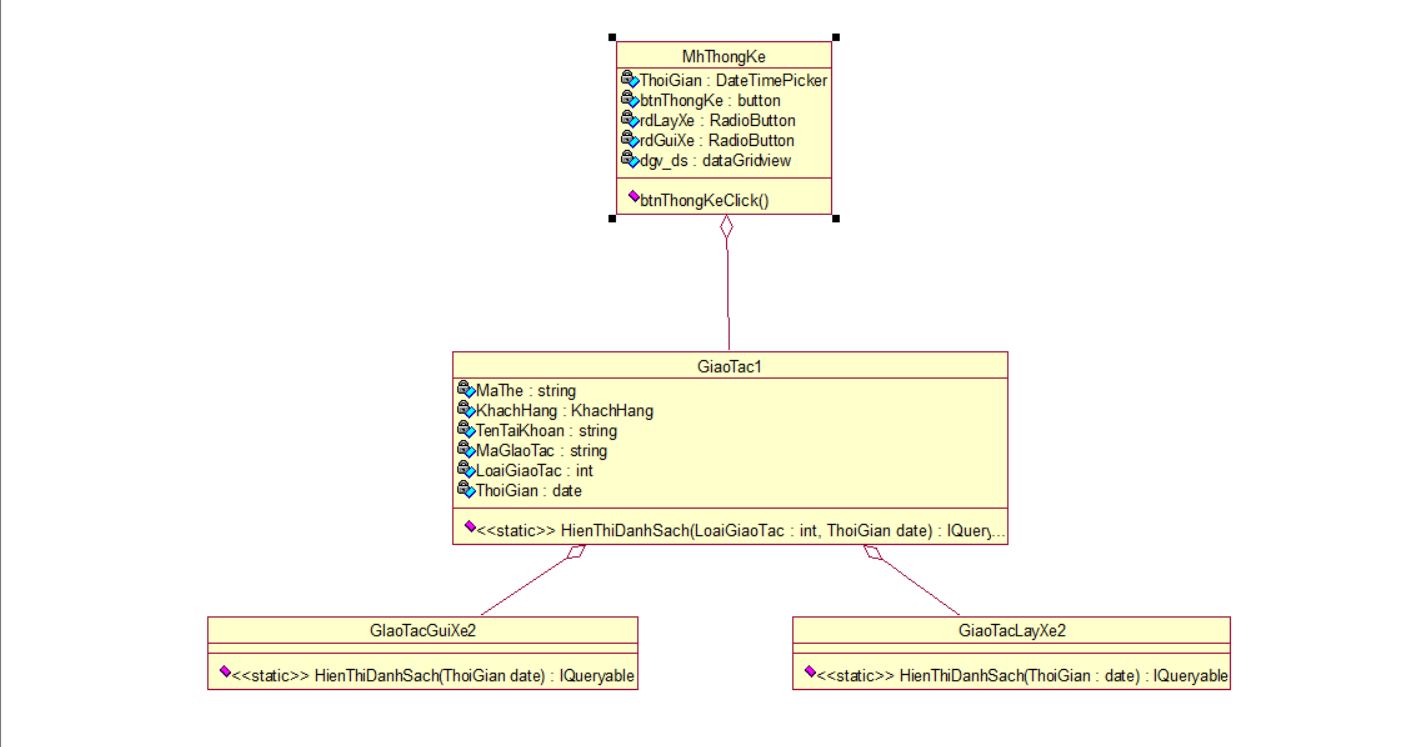 MhThongKe
ThoiGian : DateTimePicker
btnThongKe : button
rdLayXe : RadioButton
rdGuiXe : RadioButton
dgv_ds : dataGridview
btnThongKeClick()
GiaoTac1
MaThe : string
KhachHang : KhachHang
TenTaiKhoan : string
MaGIaoTac : string
LoaiGiaoTac : int
ThoiGian : date
<<static>> HienThiDanhSach(LoaiGiaoTac : int, ThoiGian date) : IQuery...
GIaoTacGuiXe2
<<static>> HienThiDanhSach(ThoiGian date) : IQueryable
GiaoTacLayXe2
<<static>> HienThiDanhSach(ThoiGian : date) : IQueryable